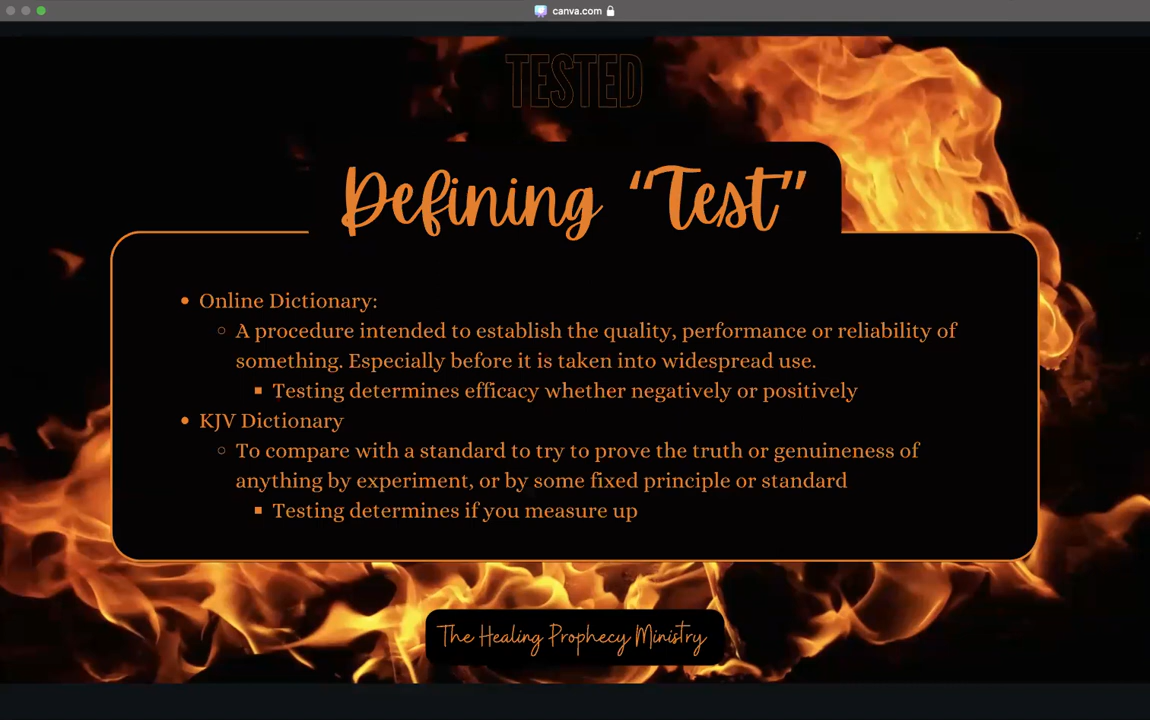 canva.com
TESTED
Defining “Test”
• Online Dictionary:
○ A procedure intended to establish the quality, performance or reliability of
something. Especially before it is taken into widespread use.
▪ Testing determines efficacy whether negatively or positively
• KJV Dictionary
○ To compare with a standard to try to prove the truth or genuineness of
anything by experiment, or by some fixed principle or standard
▪ Testing determines if you measure up
The Healing Prophecy Ministry